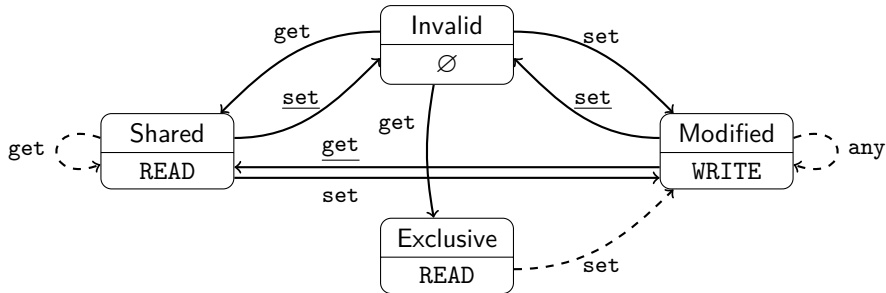 Invalid
∅
get
set
set
set
get
Shared
READ
Modified
WRITE
get
any
get
set
Exclusive
READ
set